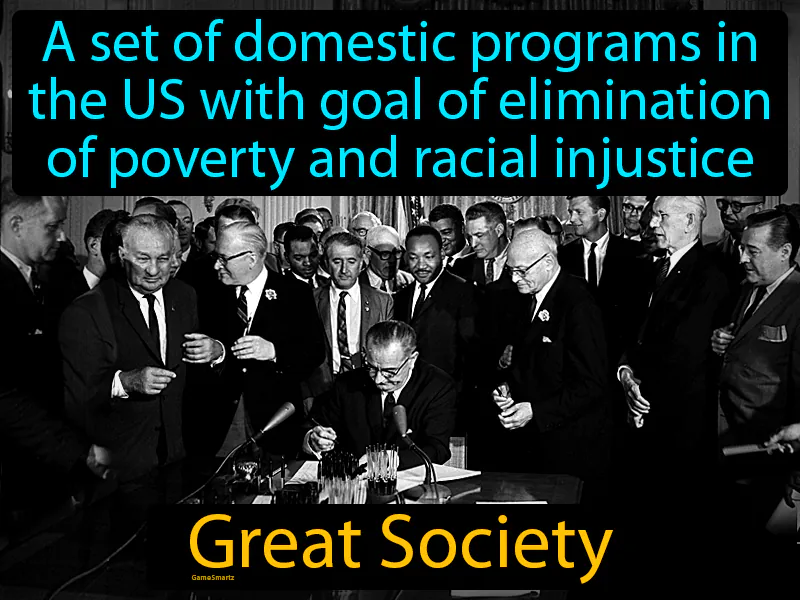 A set of domestic programs in
the US with goal of elimination
of poverty and racial injustice
Great Society
GameSmartz